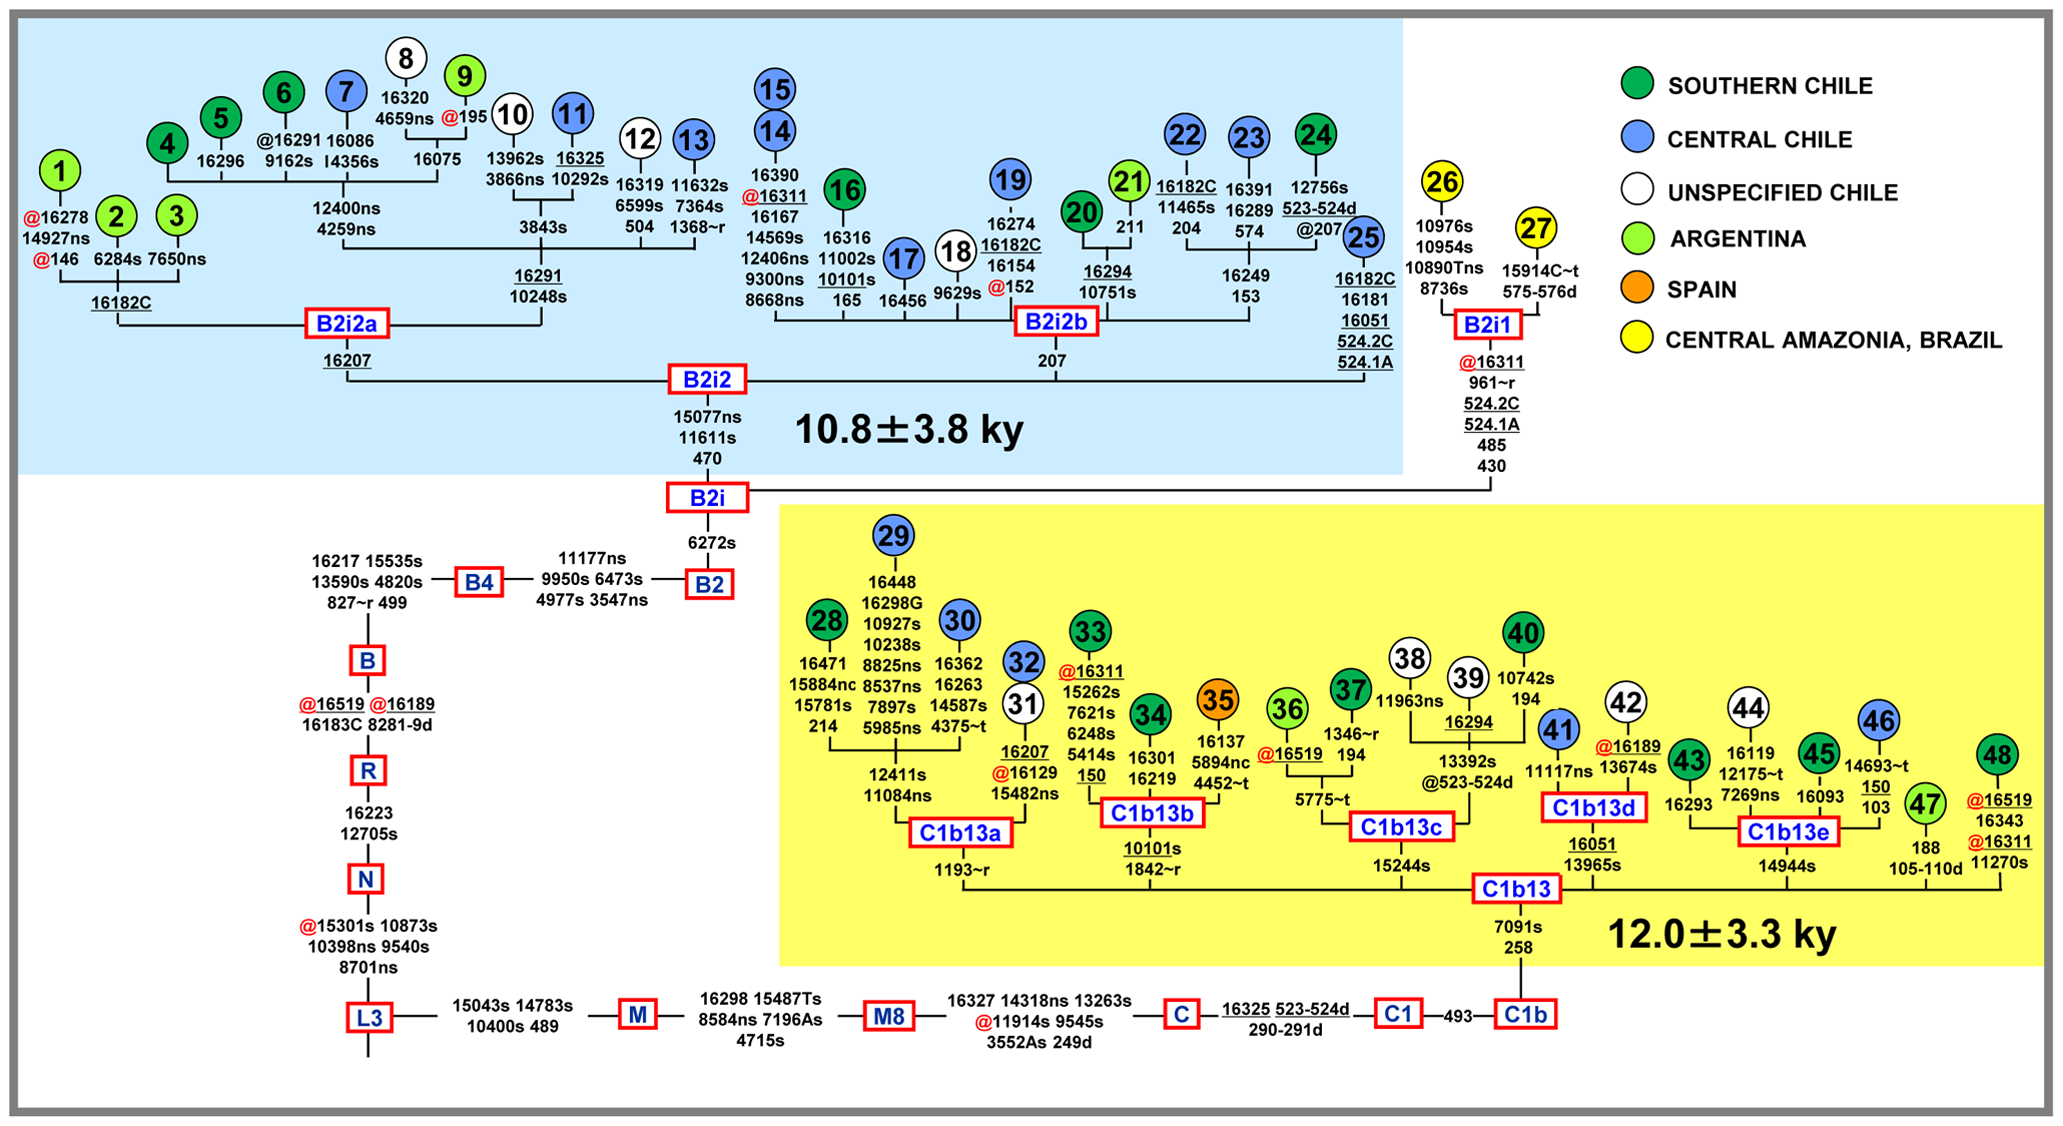 1
@16278
14927ns
@146
2
6284s
3
7650ns
16182C
4
5
16296
6
@16291
9162s
7
16086
I4356s
8
16320
4659ns
9
@195
16075
12400ns
4259ns
10
13962s
3866ns
11
16325
10292s
3843s
12
16319
6599s
504
13
11632s
7364s
1368~r
16291
10248s
B2i2a
16207
15
14
16390
@16311
16167
14569s
12406ns
9300ns
8668ns
16
16316
11002s
10101s
165
17
16456
18
9629s
19
16274
16182C
16154
@152
20
21
211
16294
10751s
22
16182C
11465s
204
23
16391
16289
574
24
12756s
523-524d
@207
16249
153
B2i2b
207
25
16182C
16181
16051
524.2C
524.1A
B2i2
15077ns
11611s
470
10.8±3.8 ky
26
10976s
10954s
10890Tns
8736s
27
15914C~t
575-576d
B2i1
@16311
961~r
524.2C
524.1A
485
430
SOUTHERN CHILE
CENTRAL CHILE
UNSPECIFIED CHILE
ARGENTINA
SPAIN
CENTRAL AMAZONIA, BRAZIL
B2i
6272s
B2
11177ns
9950s 6473s
4977s 3547ns
B4
16217 15535s
13590s 4820s
827~r 499
B
@16519 @16189
16183C 8281-9d
R
16223
12705s
N
@15301s 10873s
10398ns 9540s
8701ns
L3
15043s 14783s
10400s 489
M
16298 15487Ts
8584ns 7196As
4715s
M8
16327 14318ns 13263s
@11914s 9545s
3552As 249d
C
16325 523-524d
290-291d
C1
493
C1b
28
16471
15884nc
15781s
214
29
16448
16298G
10927s
10238s
8825ns
8537ns
7897s
5985ns
30
16362
16263
14587s
4375~t
12411s
11084ns
32
31
16207
@16129
15482ns
C1b13a
1193~r
33
@16311
15262s
7621s
6248s
5414s
150
34
16301
16219
35
16137
5894nc
4452~t
C1b13b
10101s
1842~r
36
@16519
37
1346~r
194
5775~t
38
11963ns
39
16294
40
10742s
194
13392s
@523-524d
C1b13c
15244s
41
11117ns
42
@16189
13674s
C1b13d
16051
13965s
43
16293
44
16119
12175~t
7269ns
45
16093
46
14693~t
150
103
C1b13e
14944s
47
188
105-110d
48
@16519
16343
@16311
11270s
C1b13
7091s
258
12.0±3.3 ky